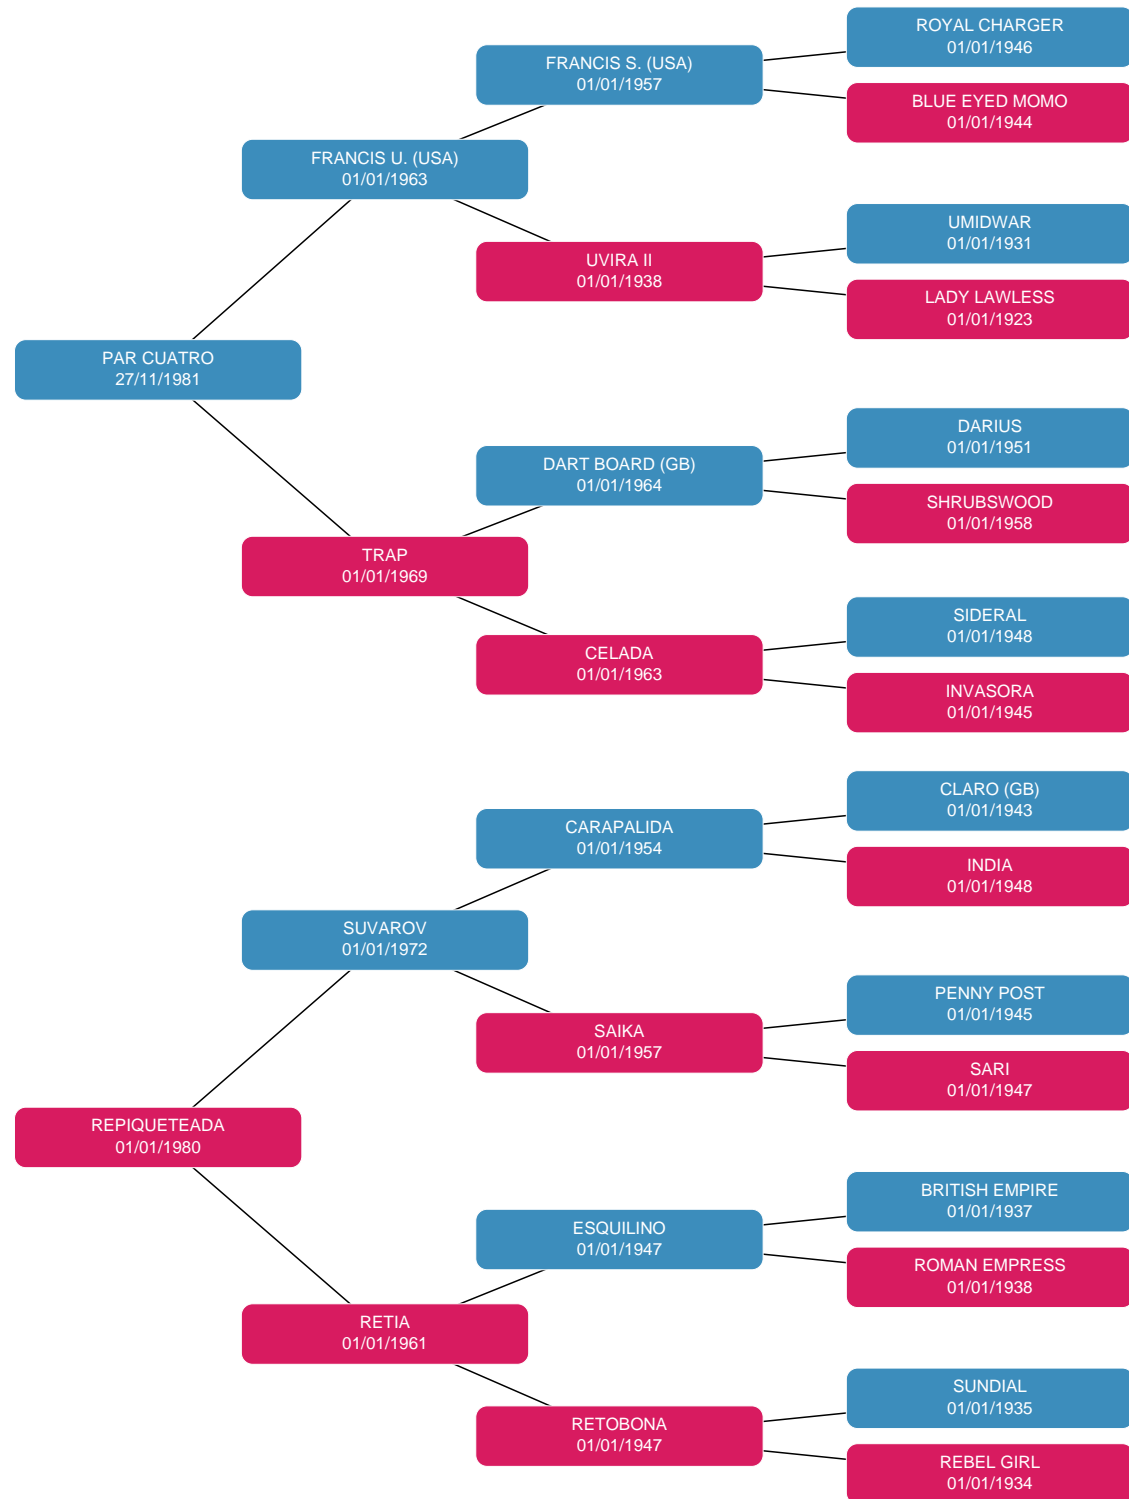 ROYAL CHARGER
01/01/1946
FRANCIS S. (USA)
01/01/1957
BLUE EYED MOMO
01/01/1944
FRANCIS U. (USA)
01/01/1963
UMIDWAR
01/01/1931
UVIRA II
01/01/1938
LADY LAWLESS
01/01/1923
PAR CUATRO
27/11/1981
DARIUS
01/01/1951
DART BOARD (GB)
01/01/1964
SHRUBSWOOD
01/01/1958
TRAP
01/01/1969
SIDERAL
01/01/1948
CELADA
01/01/1963
INVASORA
01/01/1945
CLARO (GB)
01/01/1943
CARAPALIDA
01/01/1954
INDIA
01/01/1948
SUVAROV
01/01/1972
PENNY POST
01/01/1945
SAIKA
01/01/1957
SARI
01/01/1947
REPIQUETEADA
01/01/1980
BRITISH EMPIRE
01/01/1937
ESQUILINO
01/01/1947
ROMAN EMPRESS
01/01/1938
RETIA
01/01/1961
SUNDIAL
01/01/1935
RETOBONA
01/01/1947
REBEL GIRL
01/01/1934